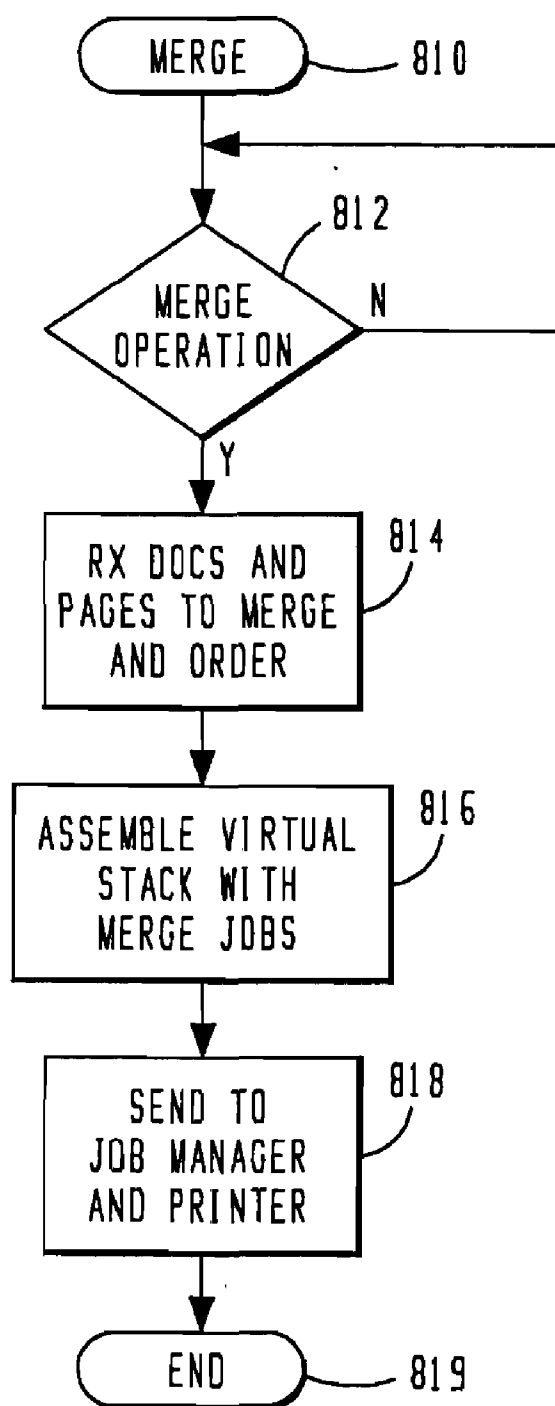 MERGE
810
812
MERGE
OPERATION
N
Y
814
RX DOCS AND
PAGES TO MERGE
AND ORDER
816
ASSEMBLE VIRTUAL
STACK WITH
MERGE JOBS
818
SEND TO
JOB MANAGER
AND PRINTER
END
819